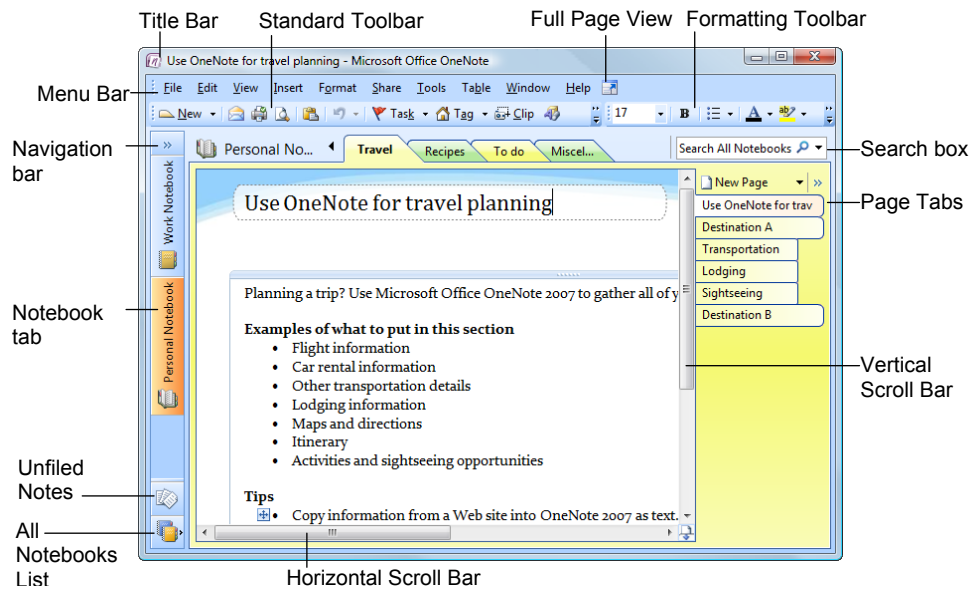 Title Bar Standard Toolbar Full Page View Formatting Toolbar
Use OneNote for travel planning - Microsoft Office OneNote
Menu Bar
File Edit View Insert Format Share Tools Table Window Help
New Task Tag Clip 17 B A ab
Navigation
bar
Personal No... Travel Recipes To do Miscel... Search All Notebooks
Search box
Work Notebook
Use OneNote for travel planning
New Page
Use OneNote for trav
Page Tabs
Destination A
Transportation
Lodging
Sightseeing
Destination B
Notebook
tab
Personal Notebook
Planning a trip? Use Microsoft Office OneNote 2007 to gather all of y
Examples of what to put in this section
• Flight information
• Car rental information
• Other transportation details
• Lodging information
• Maps and directions
• Itinerary
• Activities and sightseeing opportunities
Vertical
Scroll Bar
Unfiled
Notes
Tips
• Copy information from a Web site into OneNote 2007 as text.
All
Notebooks
List
Horizontal Scroll Bar